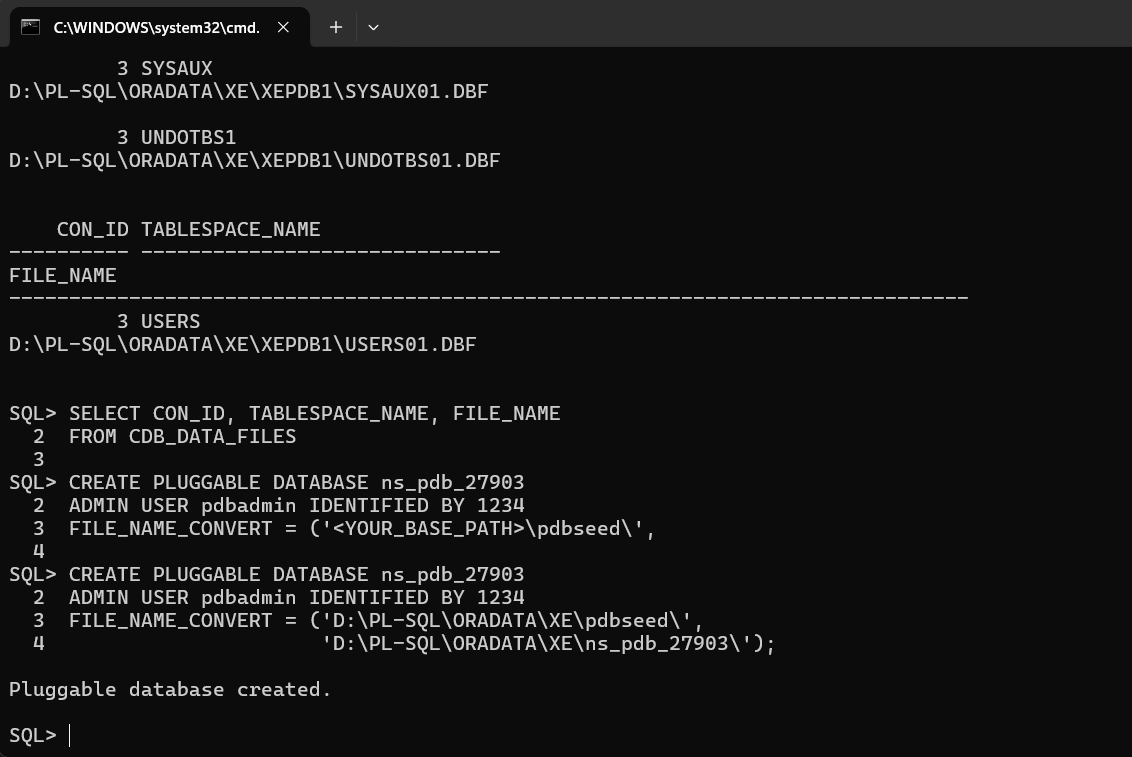 C:\WINDOWS\system32\cmd.
3 SYSAUX
D:\PL-SQL\ORADATA\XE\XEPDB1\SYSAUX01.DBF
3 UNDOTBS1
D:\PL-SQL\ORADATA\XE\XEPDB1\UNDOTBS01.DBF
CON_ID TABLESPACE_NAME
---------- ------------------------------
FILE_NAME
--------------------------------------------------------------------------------
3 USERS
D:\PL-SQL\ORADATA\XE\XEPDB1\USERS01.DBF
SQL> SELECT CON_ID, TABLESPACE_NAME, FILE_NAME
2 FROM CDB_DATA_FILES
3
SQL> CREATE PLUGGABLE DATABASE ns_pdb_27903
2 ADMIN USER pdbadmin IDENTIFIED BY 1234
3 FILE_NAME_CONVERT = ('<YOUR_BASE_PATH>\pdbseed\',
4
SQL> CREATE PLUGGABLE DATABASE ns_pdb_27903
2 ADMIN USER pdbadmin IDENTIFIED BY 1234
3 FILE_NAME_CONVERT = ('D:\PL-SQL\ORADATA\XE\pdbseed\',
4 'D:\PL-SQL\ORADATA\XE\ns_pdb_27903\');
Pluggable database created.
SQL>